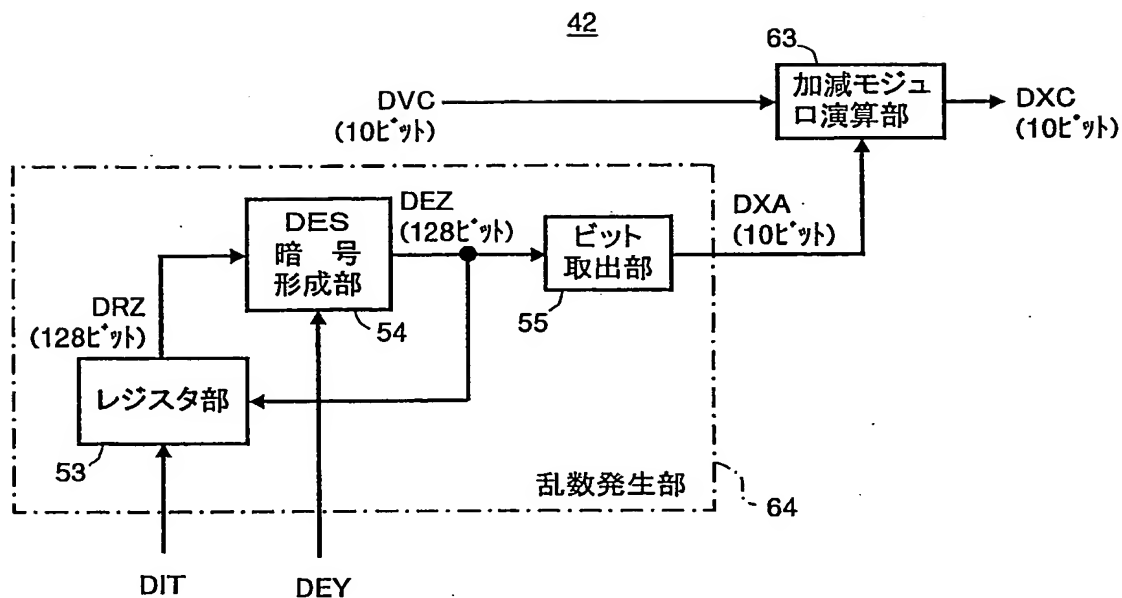 42
63
加減モジュ
ロ演算部
DVC
(10ビット)
DXC
(10ビット)
DES
暗 号
形成部
54
DEZ
(128ビット)
ビット
取出部
55
DXA
(10ビット)
DRZ
(128ビット)
レジスタ部
53
乱数発生部
64
DIT
DEY